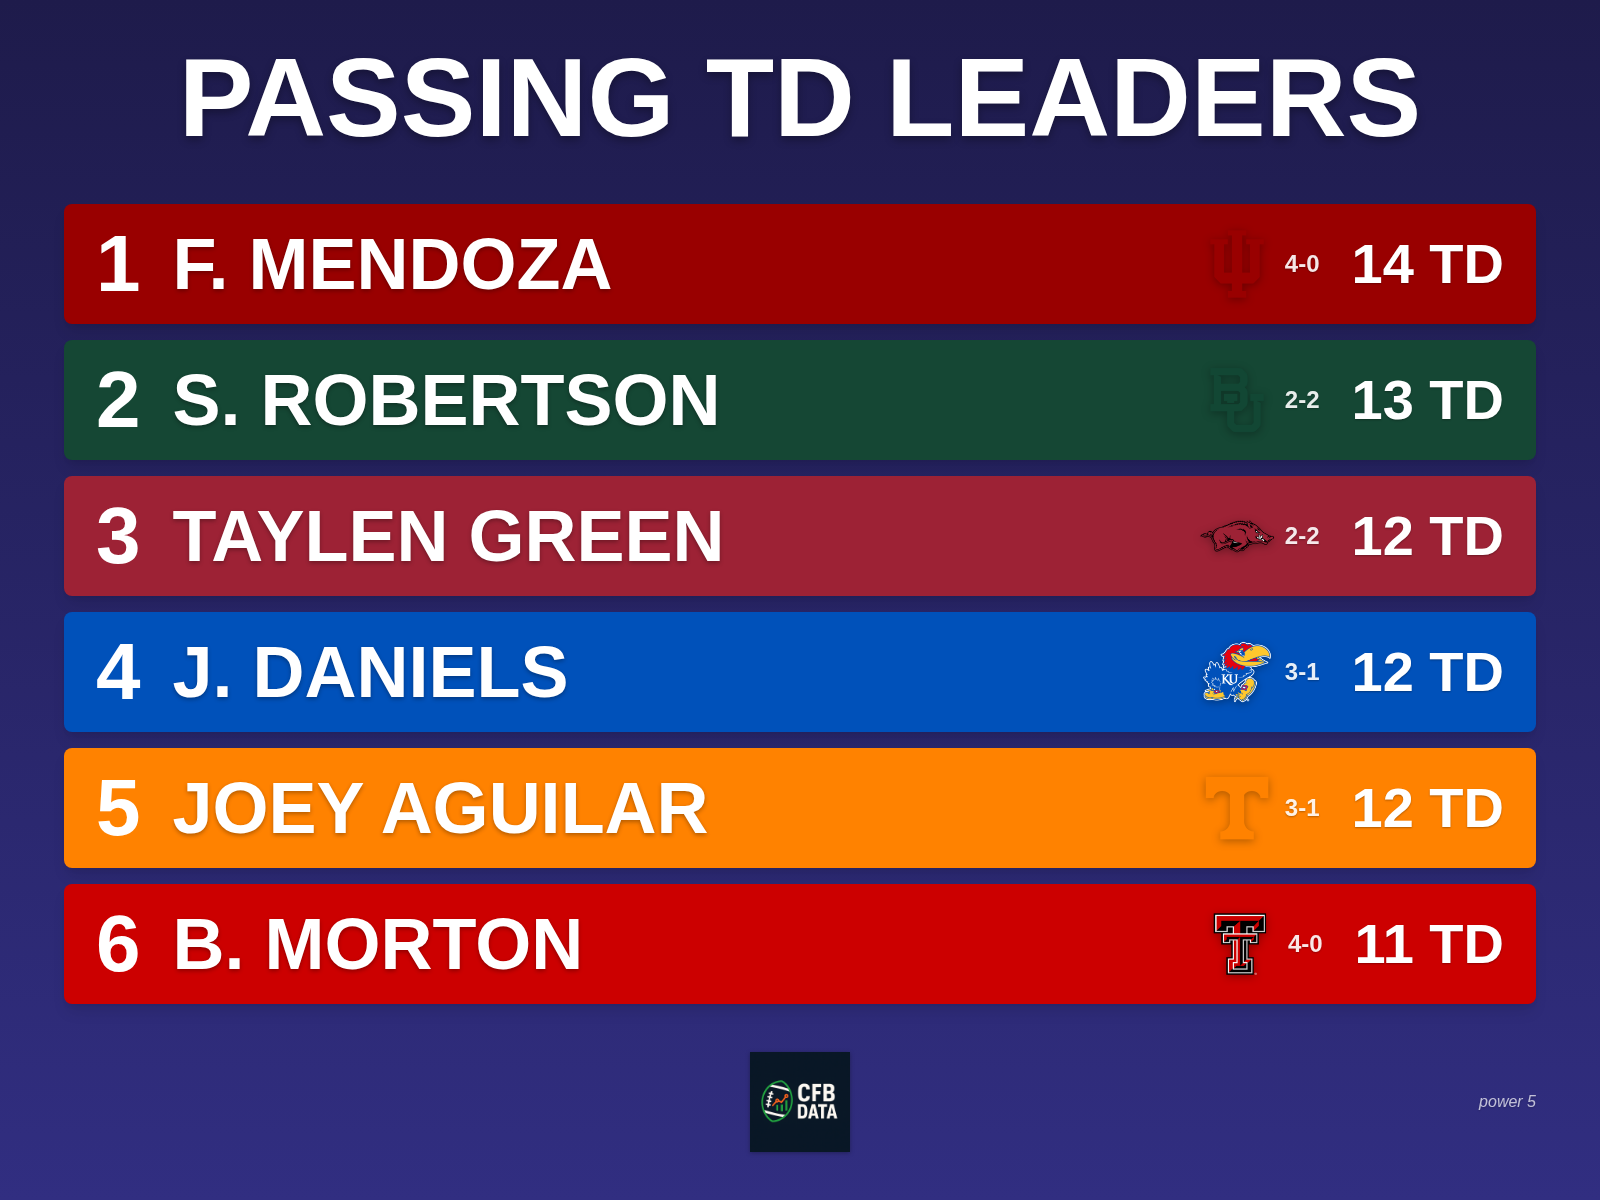 PASSING TD LEADERS
1 F. MENDOZA 4-0 14 TD
2 S. ROBERTSON BU 2-2 13 TD
3 TAYLEN GREEN 2-2 12 TD
4 J. DANIELS KU 3-1 12 TD
5 JOEY AGUILAR T 3-1 12 TD
6 B. MORTON T 4-0 11 TD
CFB
DATA
power 5